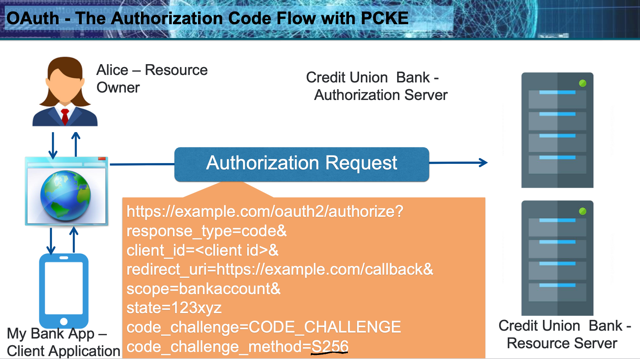 OAuth - The Authorization Code Flow with PCKE
Alice – Resource
Owner
Credit Union Bank -
Authorization Server
Authorization Request
https://example.com/oauth2/authorize?
response_type=code&
client_id=<client id>&
redirect_uri=https://example.com/callback&
scope=bankaccount&
state=123xyz
code_challenge=CODE_CHALLENGE
code_challenge_method=S256
My Bank App –
Client Application
Credit Union Bank -
Resource Server